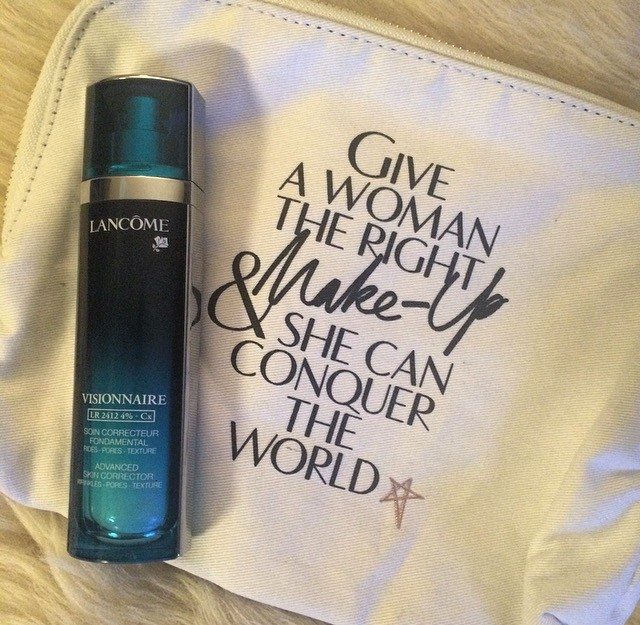 LANCÔME
VISIONNAIRE
LR 2412 4% - Cx
SOIN CORRECTEUR
FONDAMENTAL
RIDES - PORES - TEXTURE
ADVANCED
SKIN CORRECTOR
WRINKLES - PORES - TEXTURE
GIVE
A WOMAN
THE RIGHT
Make-Up
& SHE CAN
CONQUER
THE
WORLD